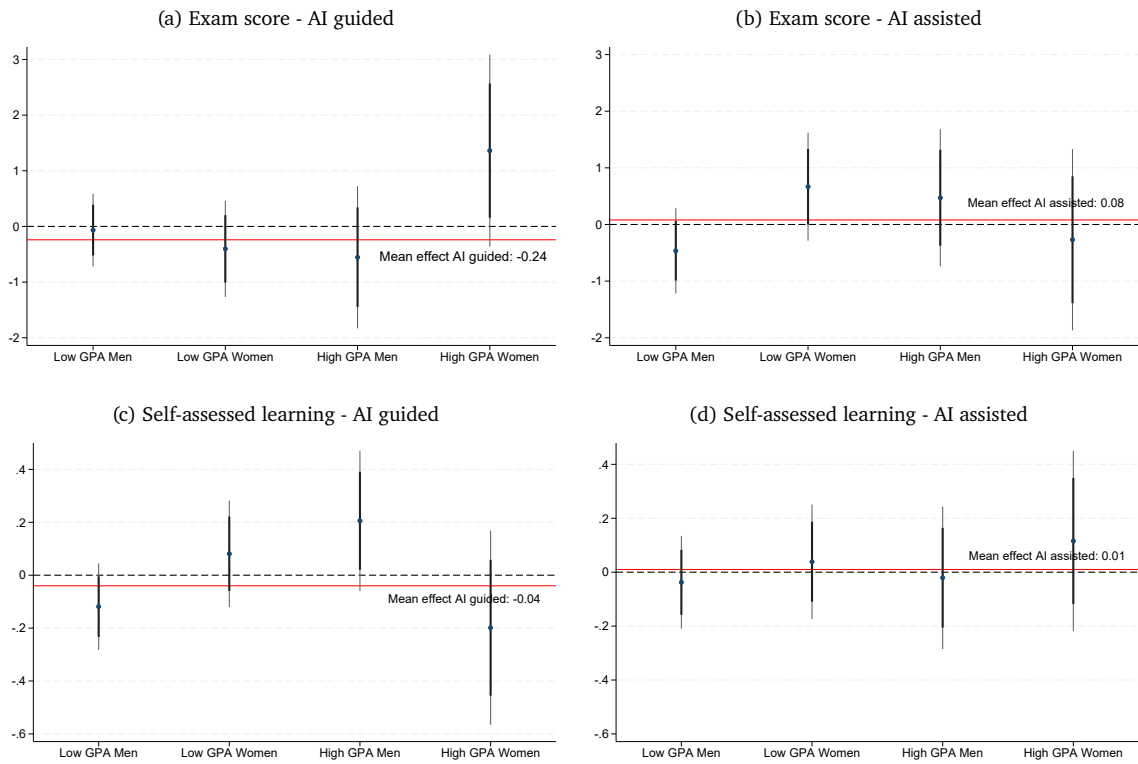 (a) Exam score - AI guided
3
2
1
0
-1
-2
Mean effect AI guided: -0.24
Low GPA Men Low GPA Women High GPA Men High GPA Women
(b) Exam score - AI assisted
3
2
1
0
-1
-2
Mean effect AI assisted: 0.08
Low GPA Men Low GPA Women High GPA Men High GPA Women
(c) Self-assessed learning - AI guided
.4
.2
0
-.2
-.4
-.6
Mean effect AI guided: -0.04
Low GPA Men Low GPA Women High GPA Men High GPA Women
(d) Self-assessed learning - AI assisted
.4
.2
0
-.2
-.4
-.6
Mean effect AI assisted: 0.01
Low GPA Men Low GPA Women High GPA Men High GPA Women